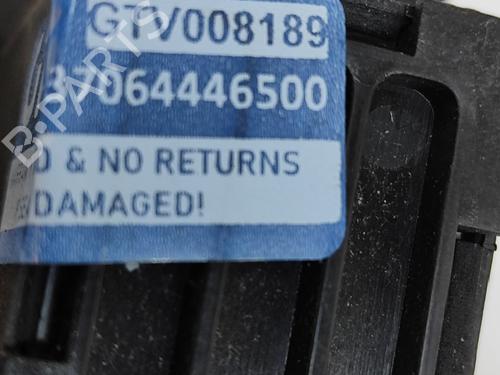 GTV008189
064446500
& NO RETURNS
DAMAGED!
B-PARTS